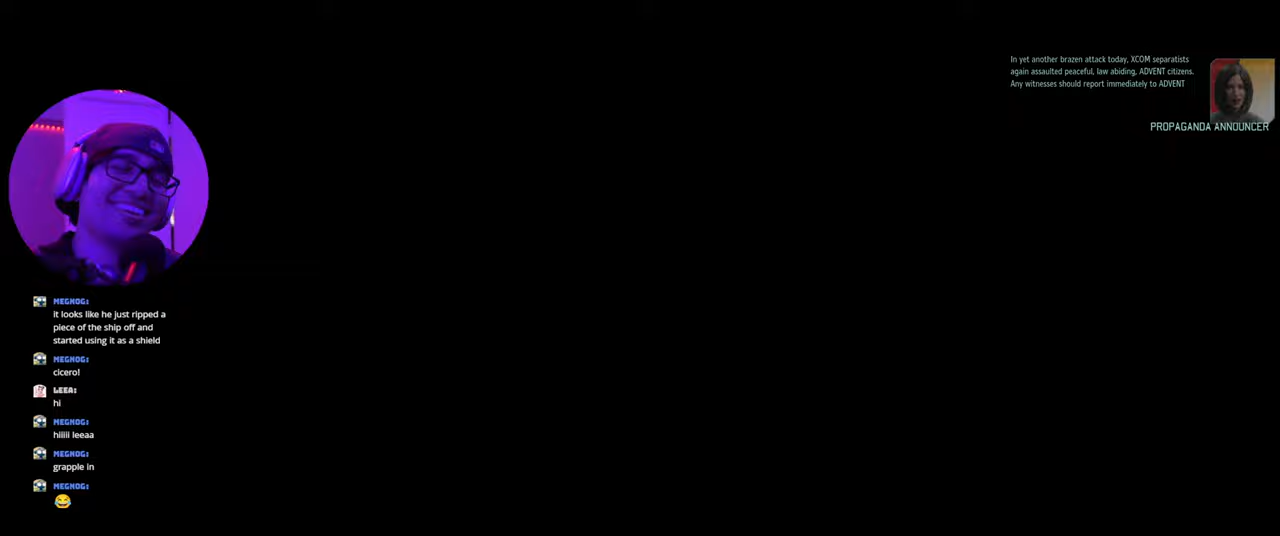 In yet another brazen attack today, XCOM separatists
again assaulted peaceful, law abiding, ADVENT citizens.
Any witnesses should report immediately to ADVENT
PROPAGANDA ANNOUNCER
MEGNOG:
it looks like he just ripped a
piece of the ship off and
started using it as a shield
MEGNOG:
cicero!
LEEA:
hi
MEGNOG:
hiiiii leeaa
MEGNOG:
grapple in
MEGNOG:
😂